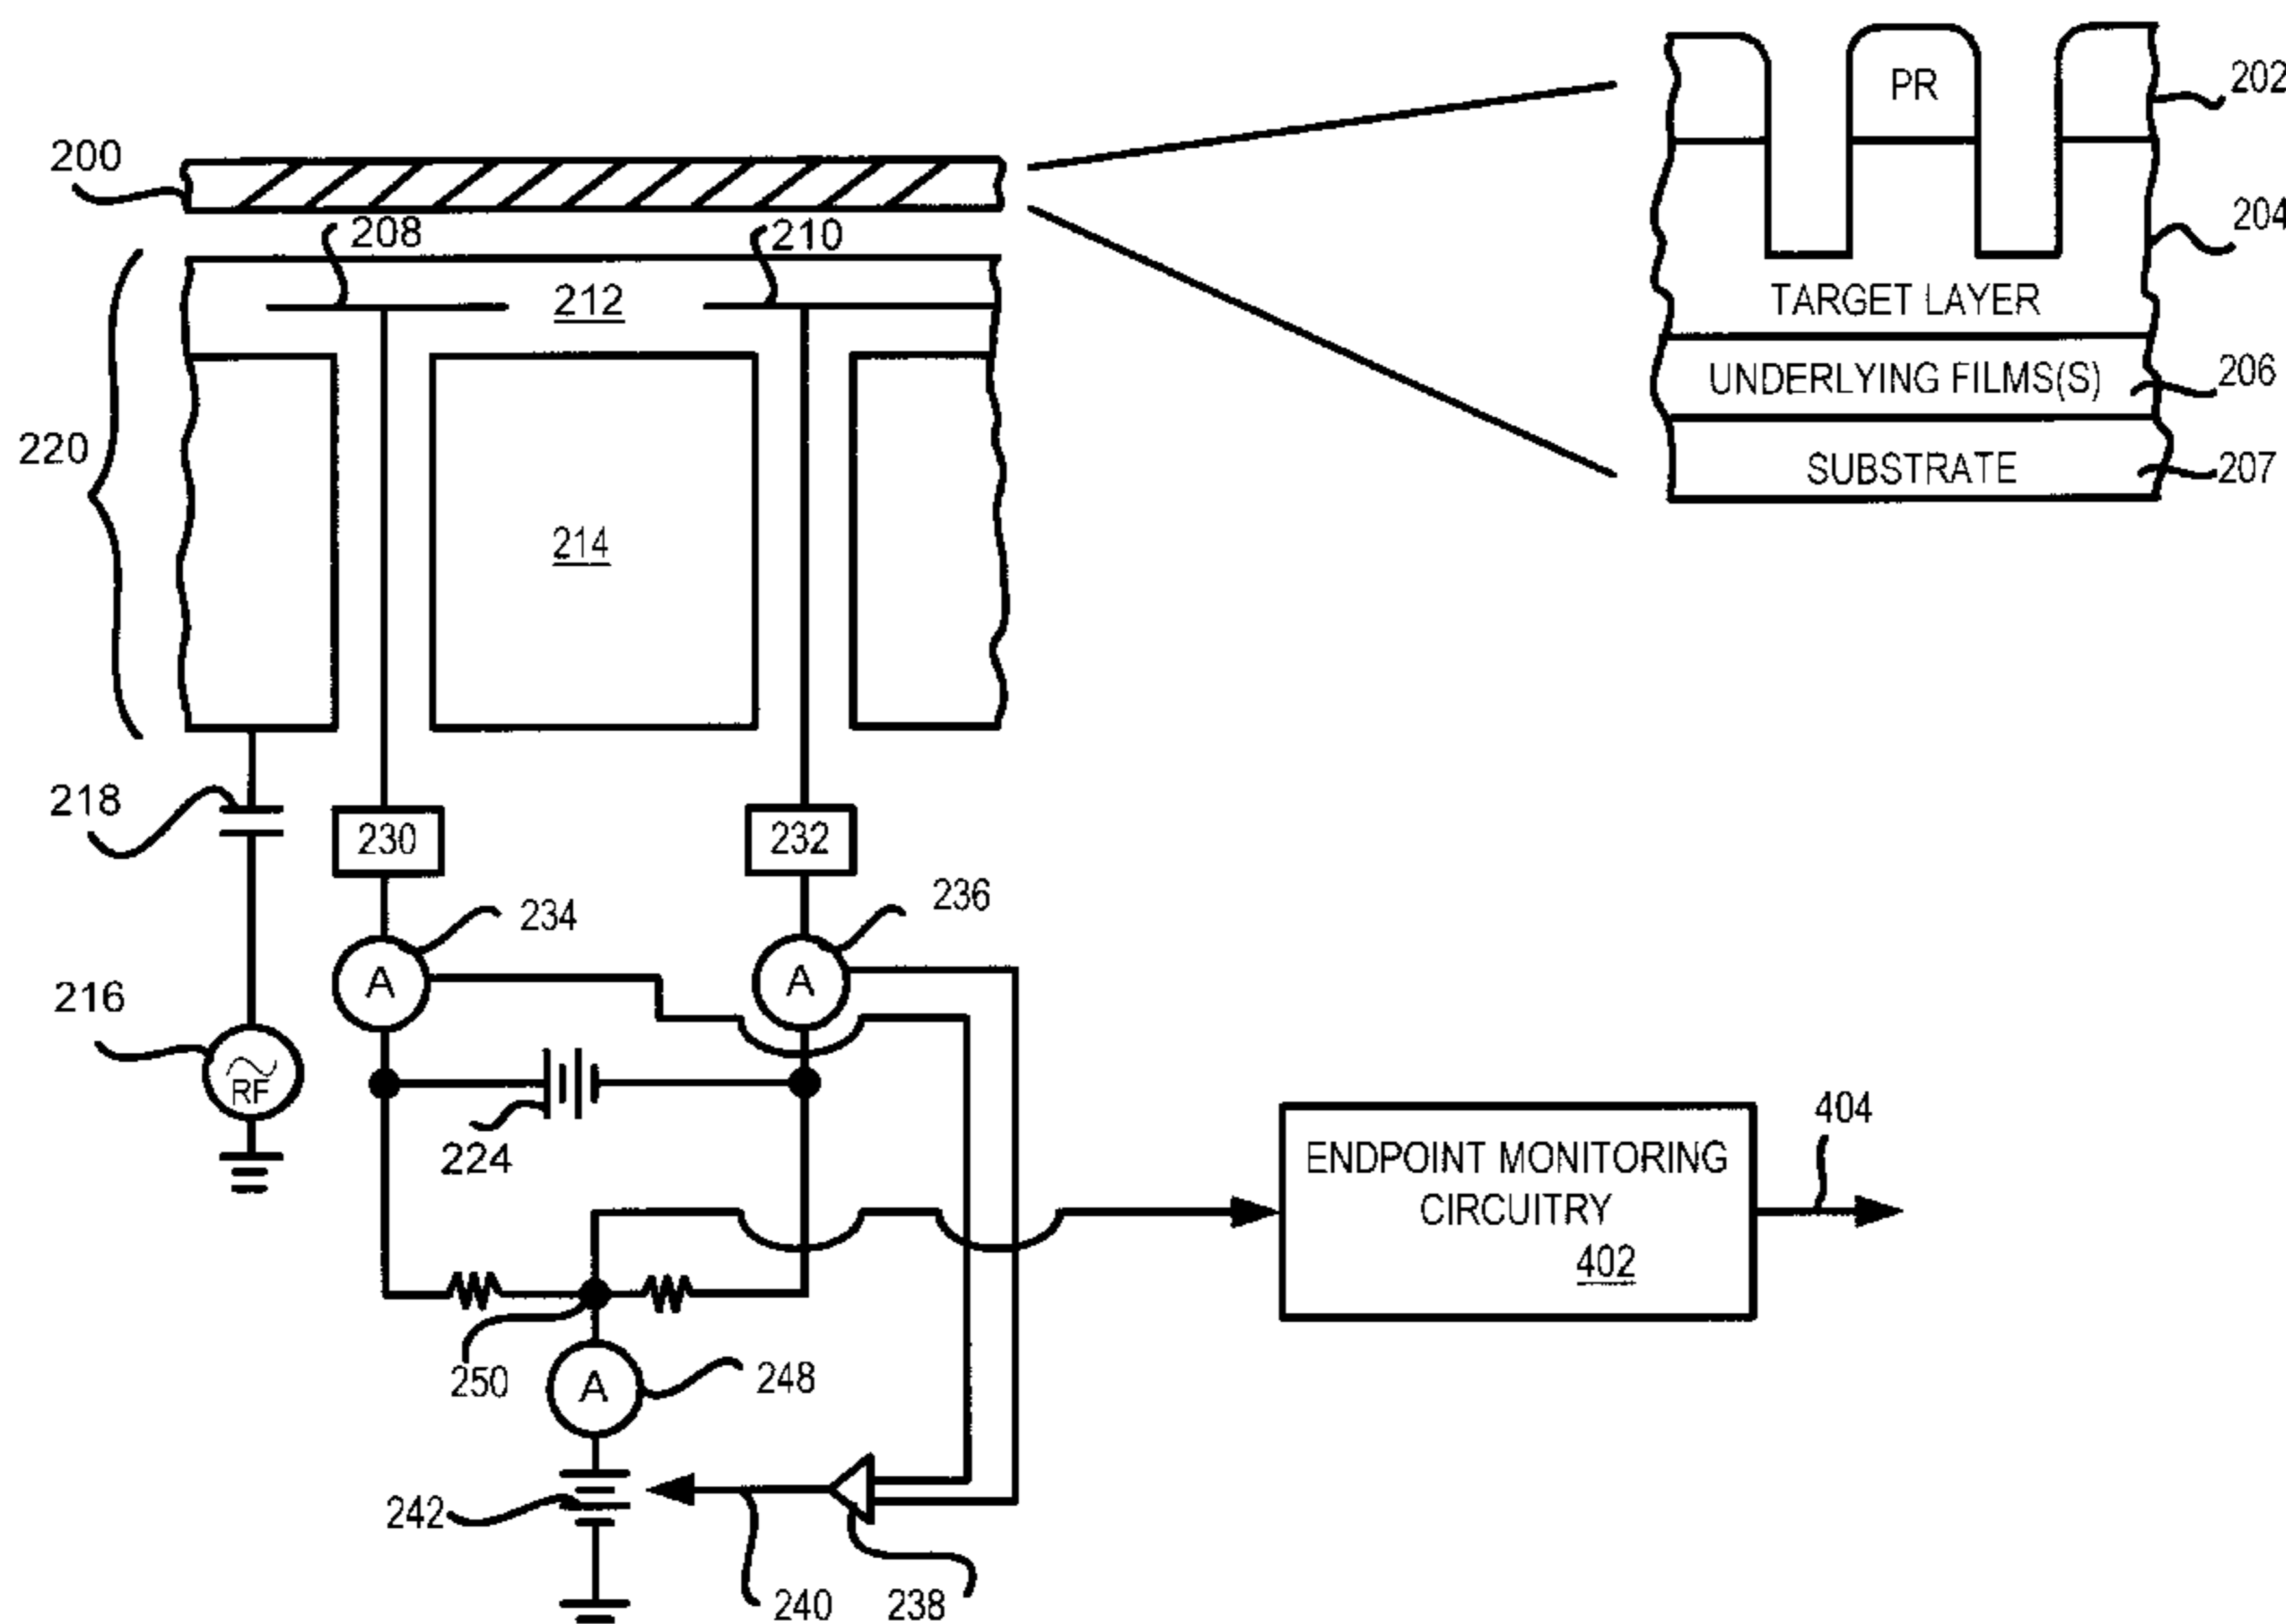 PR
202
200
204
208
210
212
TARGET LAYER
UNDERLYING FILMS(S)
206
220
SUBSTRATE
207
214
218
230
232
236
234
A
A
216
RF
224
404
ENDPOINT MONITORING
CIRCUITRY
402
250
A
248
242
240
238